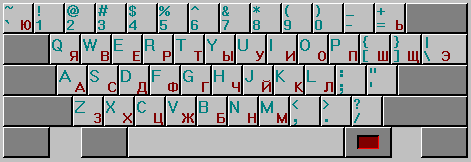 ~ ! @ # $ % ^ & * ( ) _ +
` Ю 1 2 3 4 5 6 7 8 9 0 - = Ь
Q W E R T Y U I O P { } |
Я В Е Р Т Ы У И О П [ Ш ] Щ \ Э
A S D F G H J K L : "
А С Д Ф Г Ч Й К Л ; '
Z X C V B N M < > ?
З Х Ц Ж Б Н М , . /